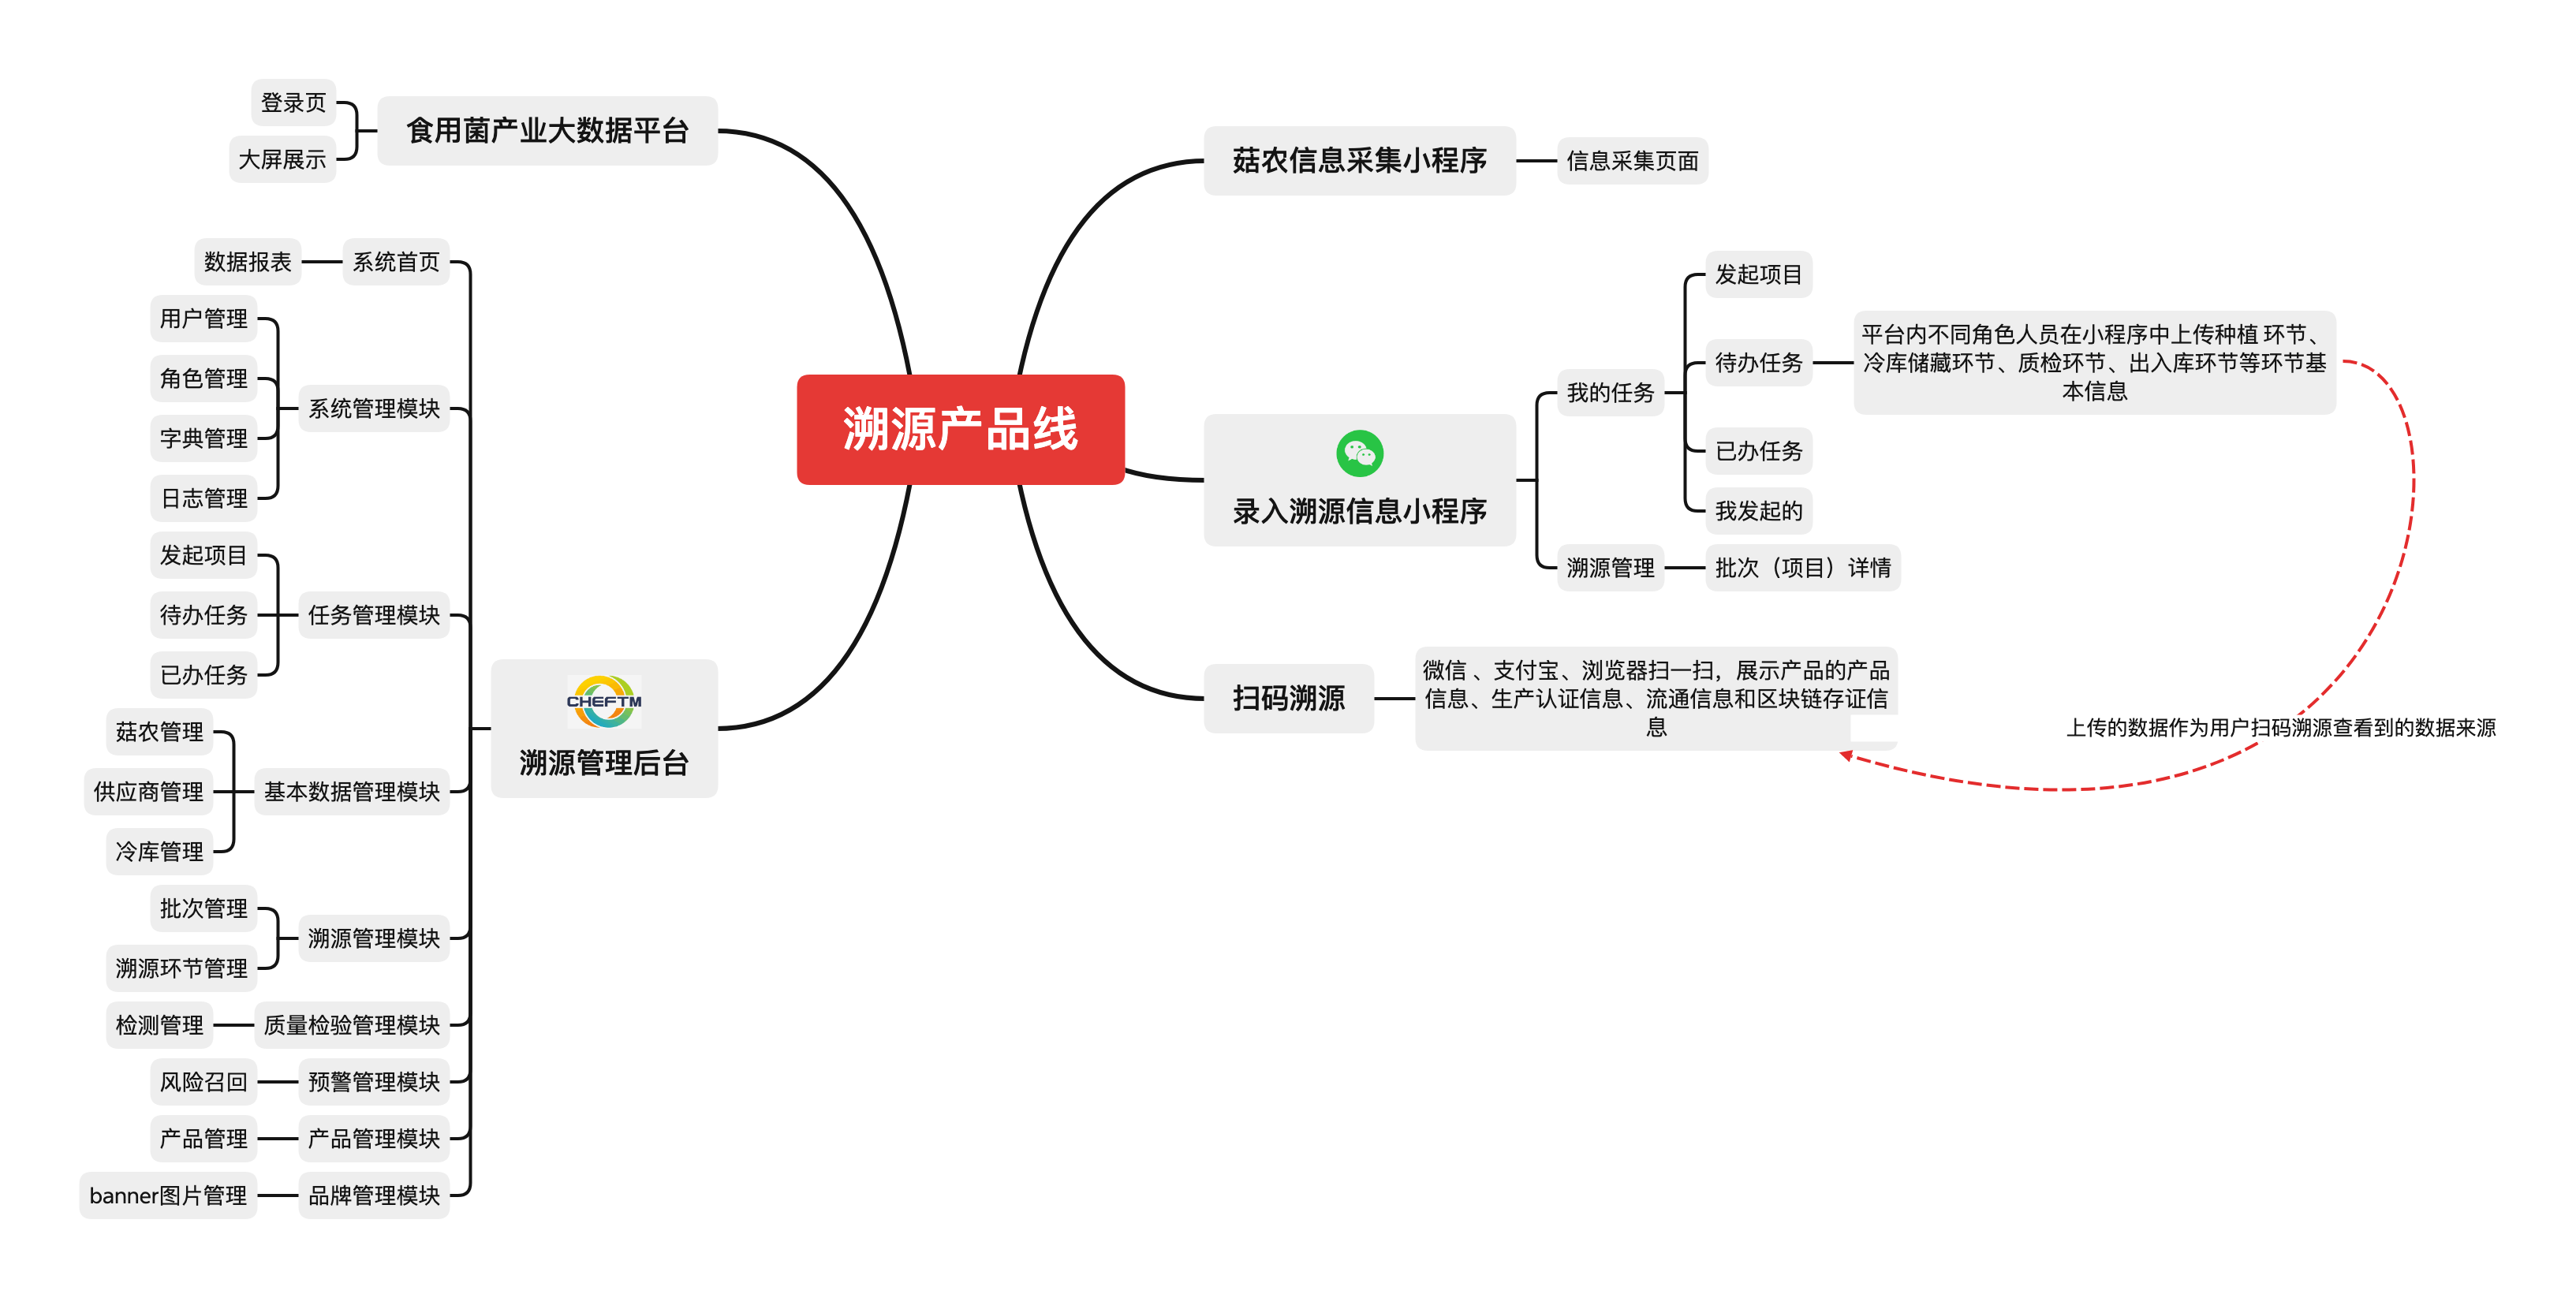 溯源产品线
食用菌产业大数据平台
登录页
大屏展示
溯源管理后台
CHEFTM
系统首页
数据报表
系统管理模块
用户管理
角色管理
字典管理
日志管理
任务管理模块
发起项目
待办任务
已办任务
基本数据管理模块
菇农管理
供应商管理
冷库管理
溯源管理模块
批次管理
溯源环节管理
质量检验管理模块
检测管理
预警管理模块
风险召回
产品管理模块
产品管理
品牌管理模块
banner图片管理
菇农信息采集小程序
信息采集页面
录入溯源信息小程序
我的任务
发起项目
待办任务
平台内不同角色人员在小程序中上传种植 环节、
冷库储藏环节、质检环节、出入库环节等环节基
本信息
已办任务
我发起的
溯源管理
批次（项目）详情
扫码溯源
微信 、支付宝、浏览器扫一扫，展示产品的产品
信息、生产认证信息、流通信息和区块链存证信
息
上传的数据作为用户扫码溯源查看到的数据来源